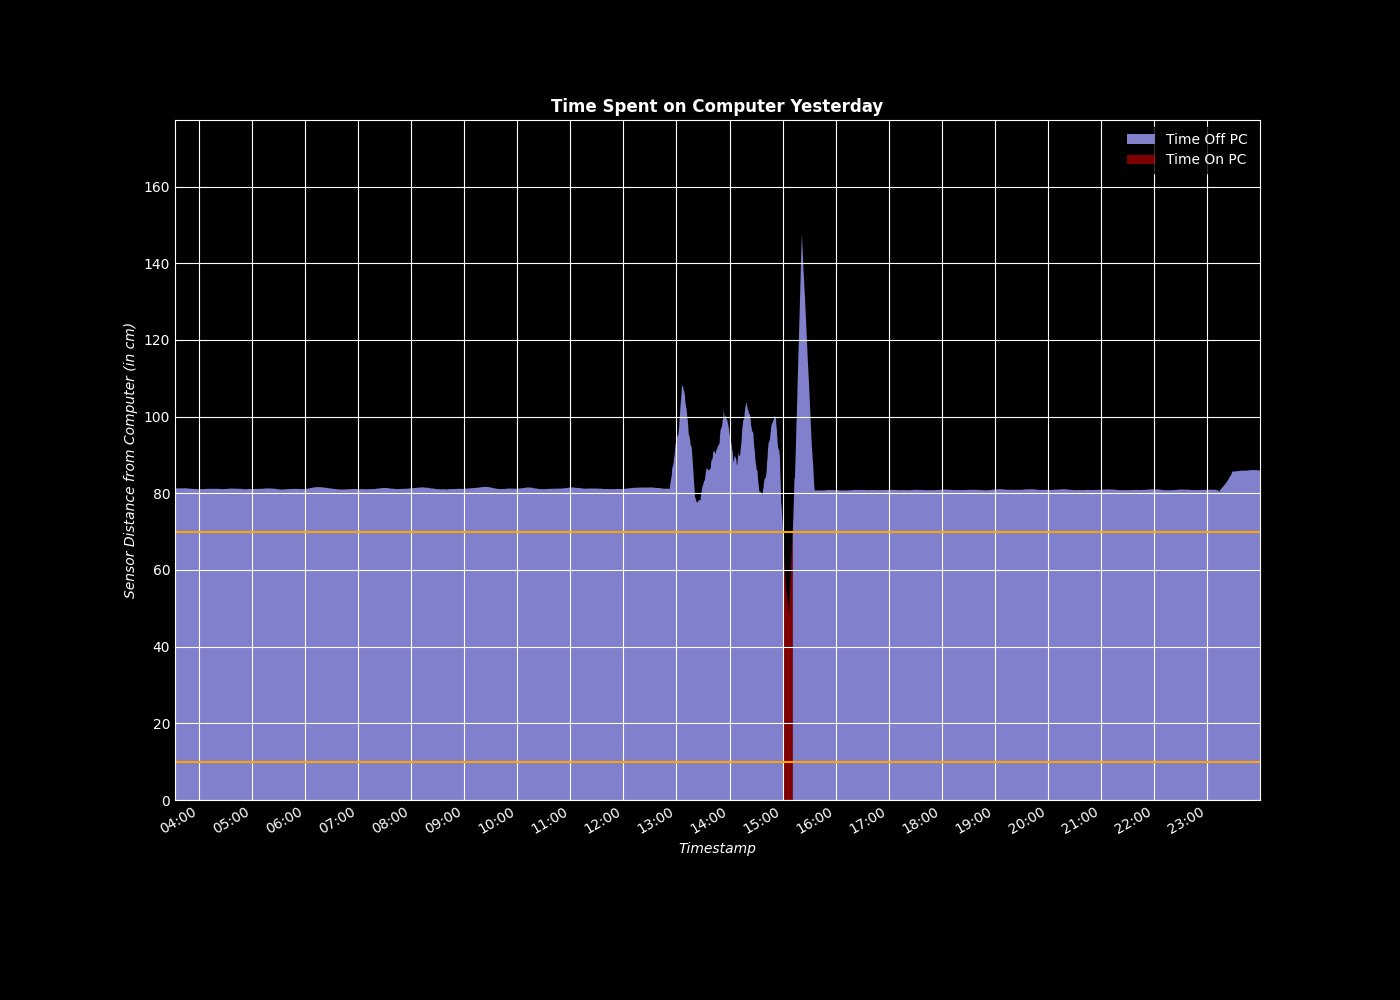 Time Spent on Computer Yesterday
Time Off PC
Time On PC
160
140
120
100
80
60
40
20
0
Sensor Distance from Computer (in cm)
04:00 05:00 06:00 07:00 08:00 09:00 10:00 11:00 12:00 13:00 14:00 15:00 16:00 17:00 18:00 19:00 20:00 21:00 22:00 23:00
Timestamp